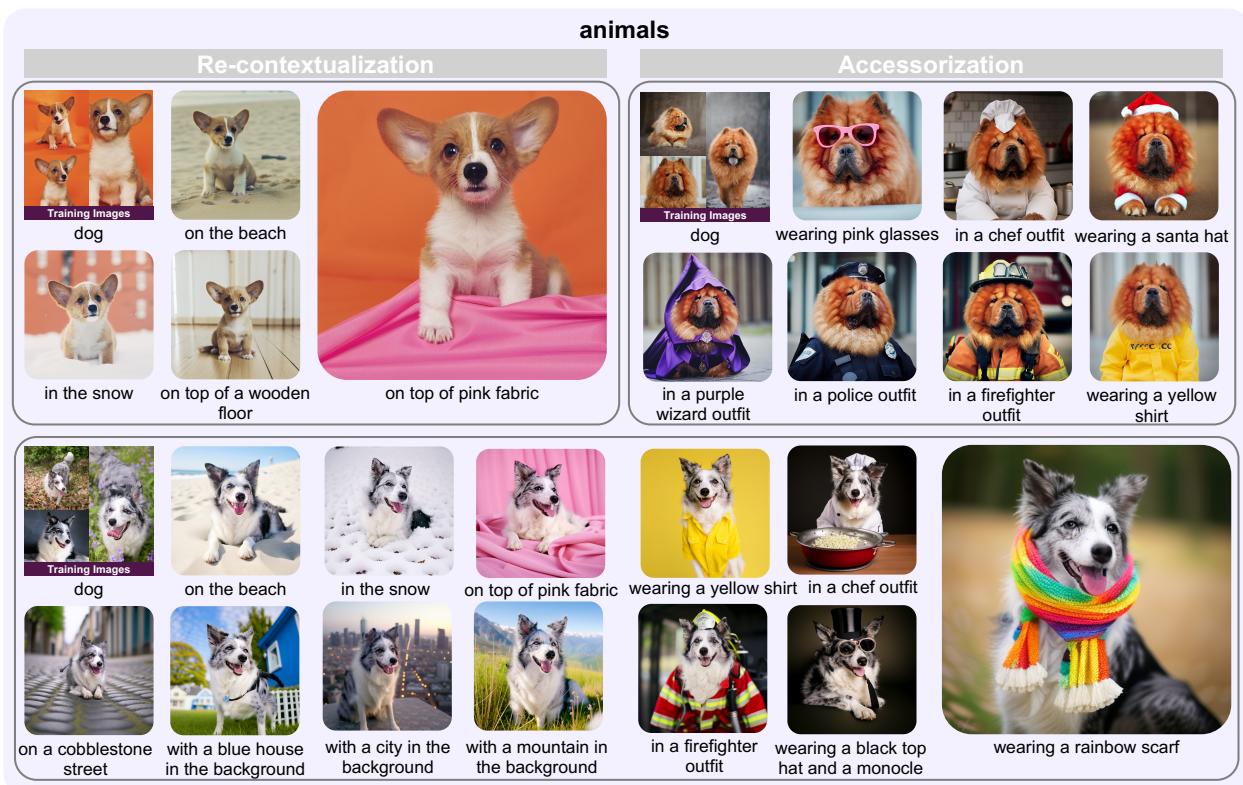 animals
Re-contextualization
Accessorization
Training Images
dog
on the beach
in the snow
on top of a wooden
floor
on top of pink fabric
Training Images
dog
wearing pink glasses
in a chef outfit
wearing a santa hat
in a purple
wizard outfit
in a police outfit
in a firefighter
outfit
wearing a yellow
shirt
Training Images
dog
on the beach
in the snow
on top of pink fabric
wearing a yellow shirt
in a chef outfit
on a cobblestone
street
with a blue house
in the background
with a city in the
background
with a mountain in
the background
in a firefighter
outfit
wearing a black top
hat and a monocle
wearing a rainbow scarf